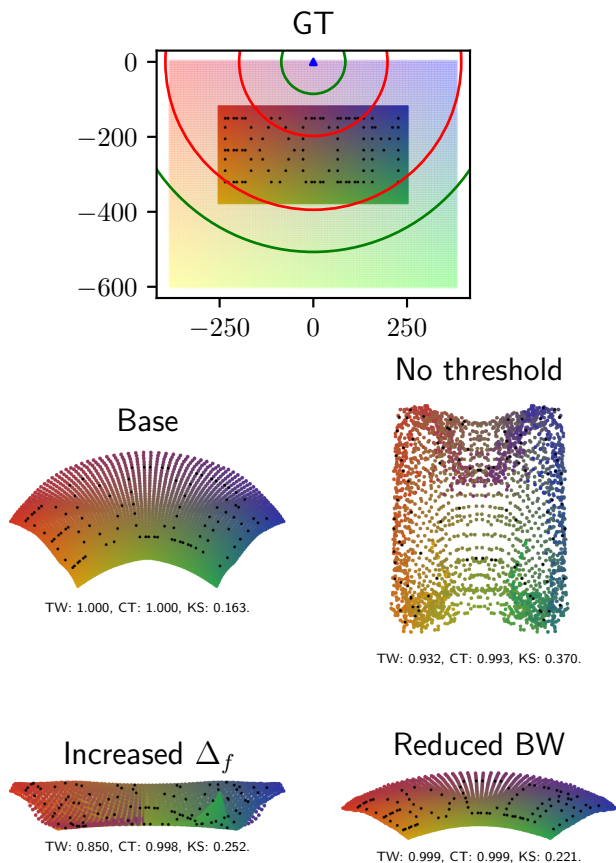 GT
0
−200
−400
−600
−250 0 250
No threshold
Base
TW: 1.000, CT: 1.000, KS: 0.163.
TW: 0.932, CT: 0.993, KS: 0.370.
Increased Δ_f
Reduced BW
TW: 0.850, CT: 0.998, KS: 0.252.
TW: 0.999, CT: 0.999, KS: 0.221.